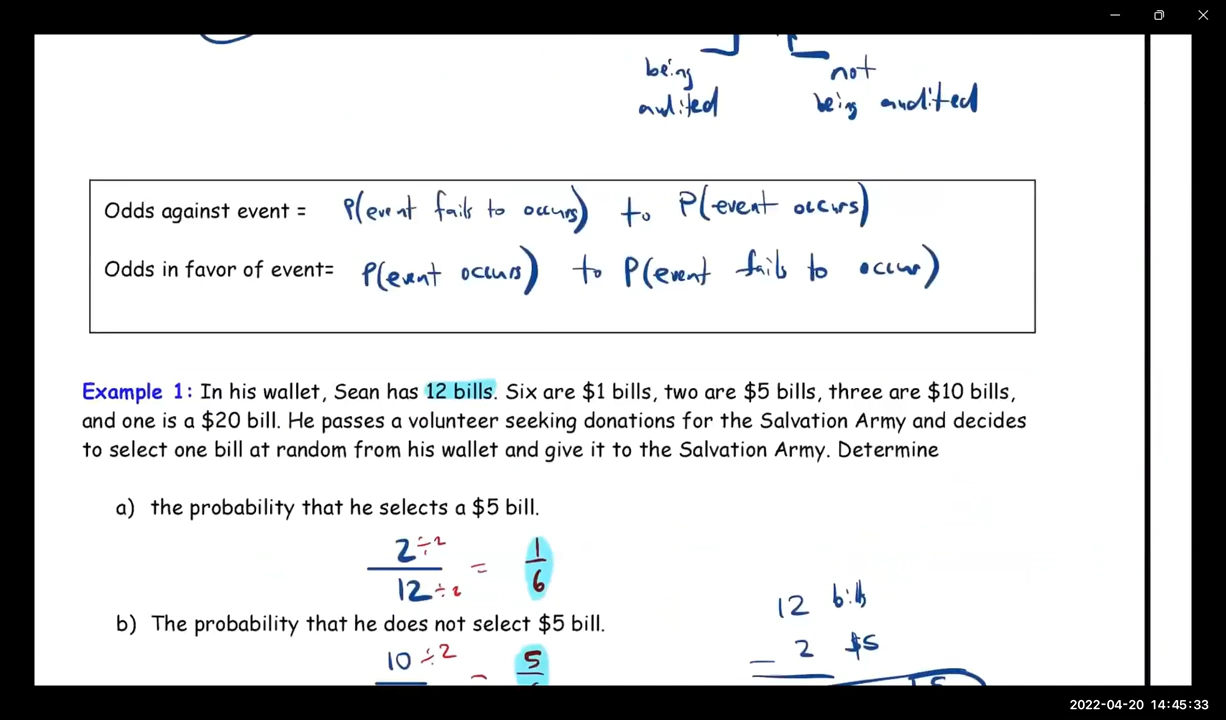 being not
audited being audited
Odds against event = P(event fails to occurs) to P(event occurs)
Odds in favor of event= P(event occurs) to P(event fails to occur)
Example 1: In his wallet, Sean has 12 bills. Six are $1 bills, two are $5 bills, three are $10 bills,
and one is a $20 bill. He passes a volunteer seeking donations for the Salvation Army and decides
to select one bill at random from his wallet and give it to the Salvation Army. Determine
a) the probability that he selects a $5 bill.
2 ÷2 1
= 
12 ÷2 6
12 bills
b) The probability that he does not select $5 bill.
– 2 $5
10 ÷2 = 5
2022-04-20 14:45:33